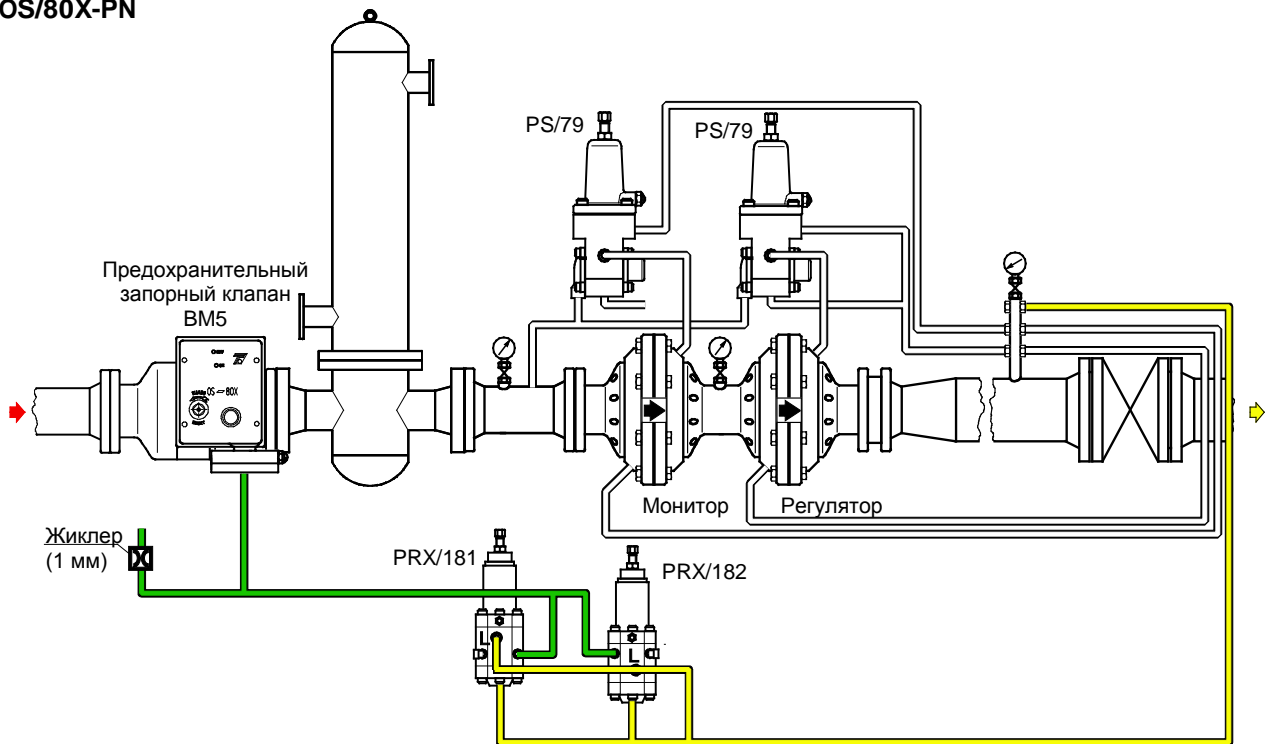 OS/80X-PN
PS/79
PS/79
Предохранительный
запорный клапан
BM5
OS
80X
Монитор
Регулятор
Жиклер
(1 мм)
PRX/181
PRX/182
L
L